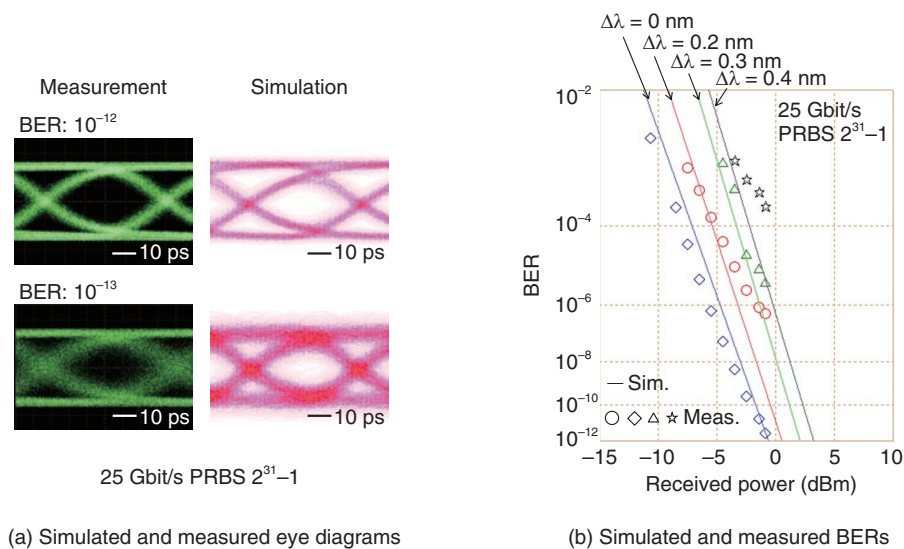 Measurement
Simulation
BER: 10⁻¹²
10 ps
10 ps
BER: 10⁻¹³
10 ps
10 ps
25 Gbit/s PRBS 2³¹–1
(a) Simulated and measured eye diagrams
Δλ = 0 nm
Δλ = 0.2 nm
Δλ = 0.3 nm
Δλ = 0.4 nm
25 Gbit/s
PRBS 2³¹–1
BER
10⁻²
10⁻⁴
10⁻⁶
10⁻⁸
10⁻¹⁰
10⁻¹²
Sim.
Meas.
–15 –10 –5 0 5 10
Received power (dBm)
(b) Simulated and measured BERs